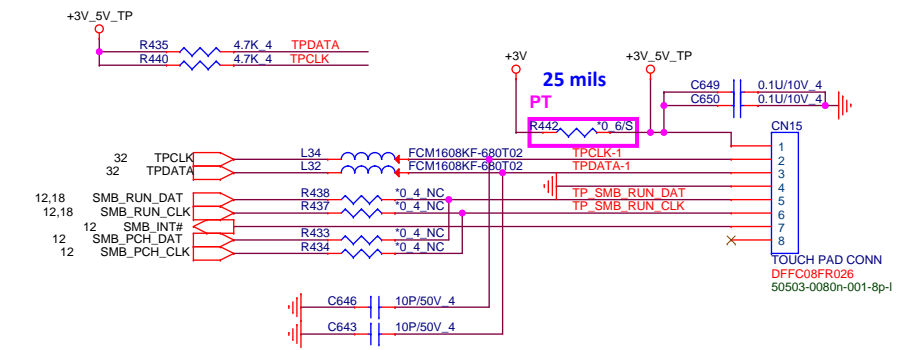 +3V_5V_TP
R435 4.7K_4 TPDATA
R440 4.7K_4 TPCLK
+3V
25 mils
+3V_5V_TP
PT
C649 0.1U/10V_4
C650 0.1U/10V_4
R442 *0_6/S
CN15
1
32 TPCLK L34 FCM1608KF-680T02 TPCLK-1 2
32 TPDATA L32 FCM1608KF-680T02 TPDATA-1 3
4
12,18 SMB_RUN_DAT R438 *0_4_NC TP_SMB_RUN_DAT 5
12,18 SMB_RUN_CLK R437 *0_4_NC TP_SMB_RUN_CLK 6
12 SMB_INT# 7
12 SMB_PCH_DAT R433 *0_4_NC 8
12 SMB_PCH_CLK R434 *0_4_NC
TOUCH PAD CONN
DFFC08FR026
50503-0080n-001-8p-l
C646 10P/50V_4
C643 10P/50V_4